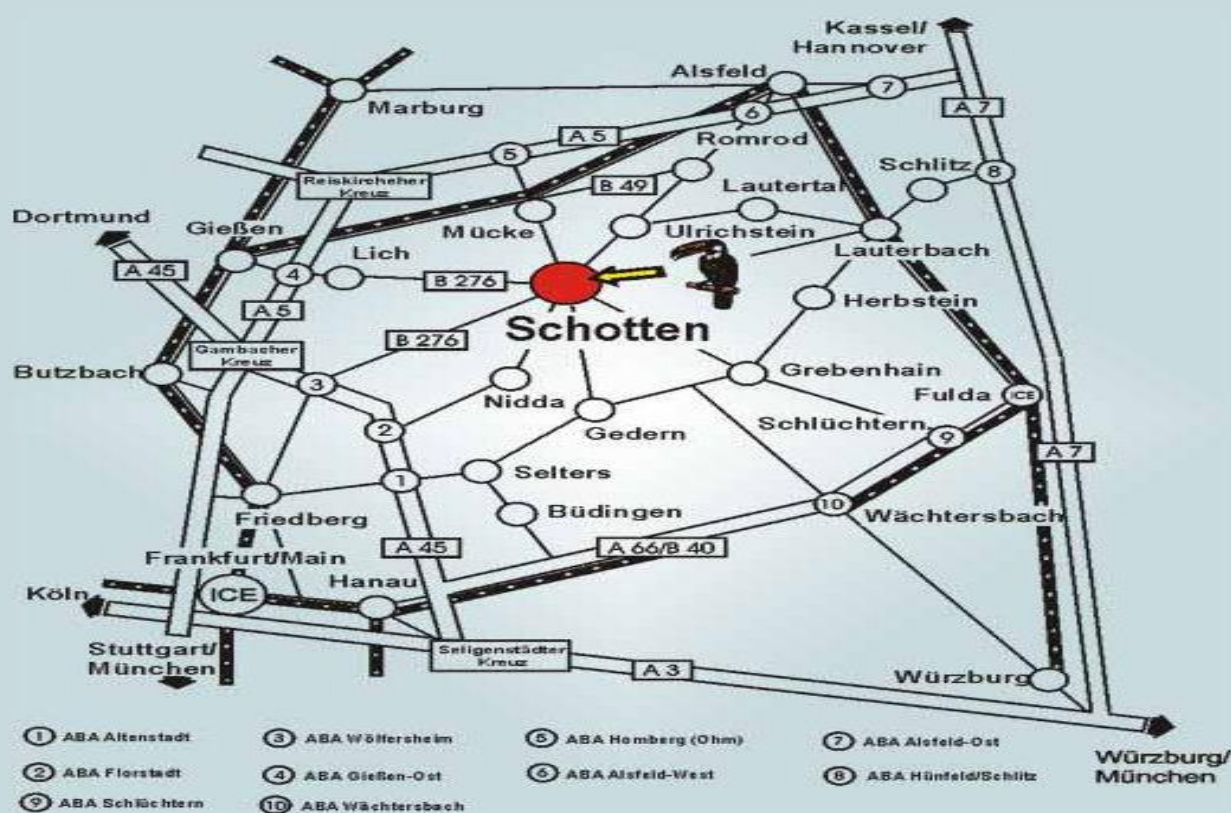 Kassel/
Hannover
Alsfeld
7
Marburg
6
A 7
A 5
5
Romrod
Schlitz
8
Reiskircheher
Kreuz
B 49
Lautertal
Dortmund
Gießen
Mücke
Ulrichstein
Lich
Lauterbach
A 45
4
B 276
Herbstein
A 5
Schotten
B 276
Gambacher
Kreuz
Butzbach
3
Grebenhain
Nidda
Fulda
ICE
2
Gedern
Schlüchtern
9
A 7
1
Selters
10
Büdingen
Wächtersbach
Friedberg
A 45
A 66/B 40
Frankfurt/Main
Hanau
ICE
Köln
Stuttgart/
München
Seligenstädter
Kreuz
A 3
Würzburg
1 ABA Altenstadt
3 ABA Wölfersheim
5 ABA Homberg (Ohm)
7 ABA Alsfeld-Ost
2 ABA Florstadt
4 ABA Gießen-Ost
6 ABA Alsfeld-West
8 ABA Hünfeld/Schlitz
9 ABA Schlüchtern
10 ABA Wächtersbach
Würzburg/
München